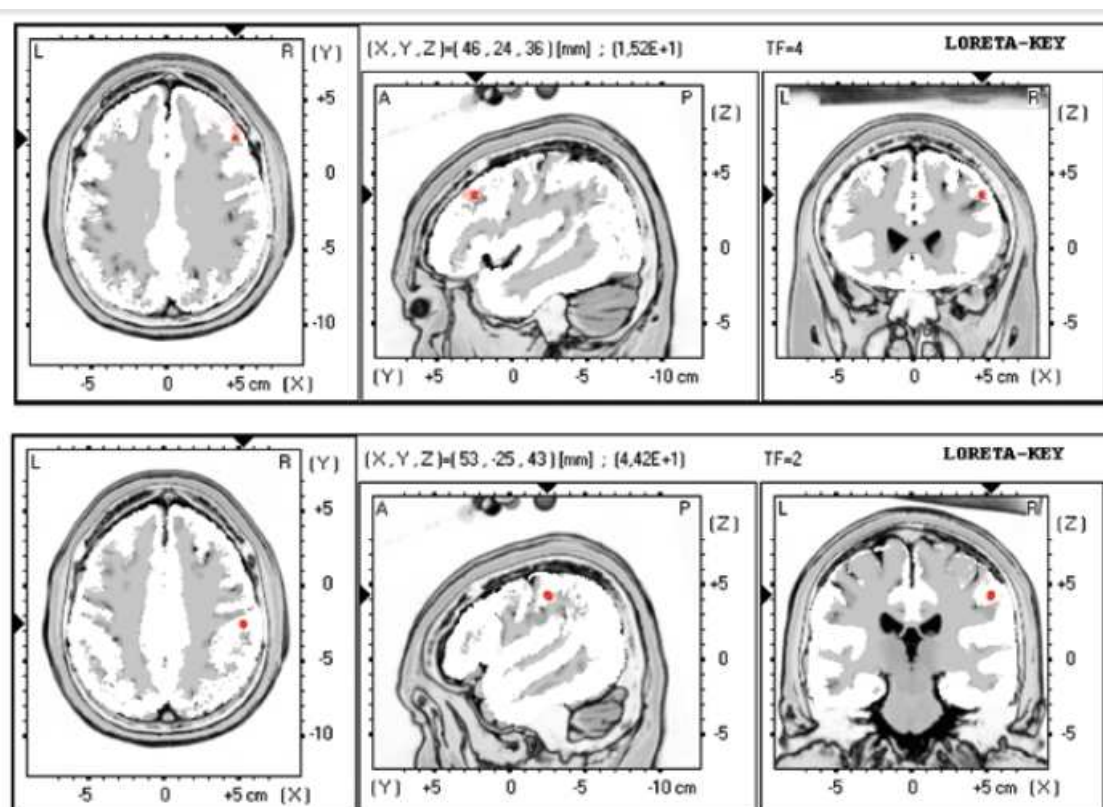 L R (Y)
(X,Y,Z)=(46,24,36)[mm] ; (1,52E+1) TF=4 LORETA-KEY
A P (Z)
L R
(Z)
+5
0
-5
-10
-5 0 +5 cm (X)
+5
0
-5
(Y) +5 0 -5 -10 cm
+5
0
-5
-5 0 +5 cm (X)
L R (Y)
(X,Y,Z)=(53,-25,43)[mm] ; (4,42E+1) TF=2 LORETA-KEY
A P (Z)
L R
(Z)
+5
0
-5
-10
-5 0 +5 cm (X)
+5
0
-5
(Y) +5 0 -5 -10 cm
+5
0
-5
-5 0 +5 cm (X)